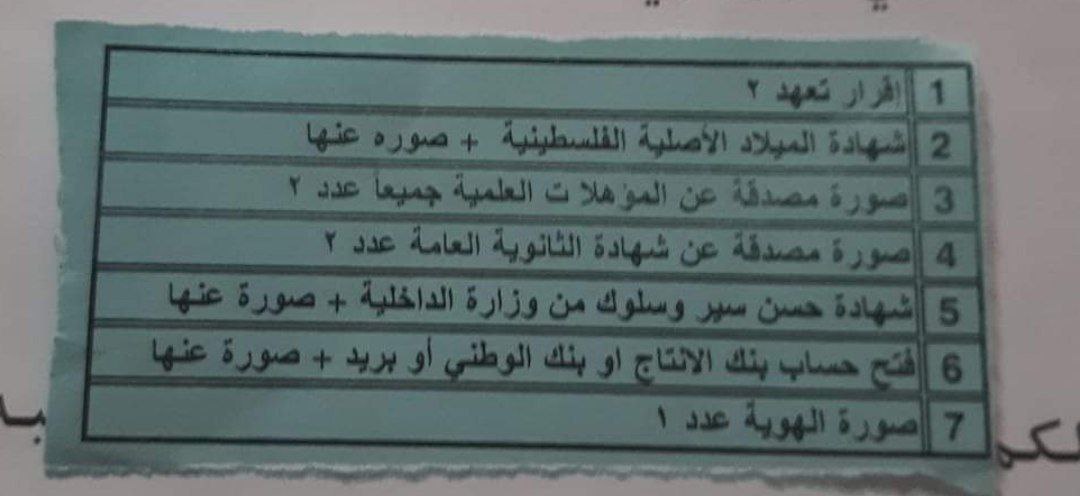 1 اقرار تعهد ٢
2 شهادة الميلاد الأصلية الفلسطينية + صوره عنها
3 صورة مصدقة عن المؤهلا ت العلمية جميعاً عدد ٢
4 صورة مصدقة عن شهادة الثانوية العامة عدد ٢
5 شهادة حسن سير وسلوك من وزارة الداخلية + صورة عنها
6 فتح حساب بنك الانتاج او بنك الوطني أو بريد + صورة عنها
7 صورة الهوية عدد ١